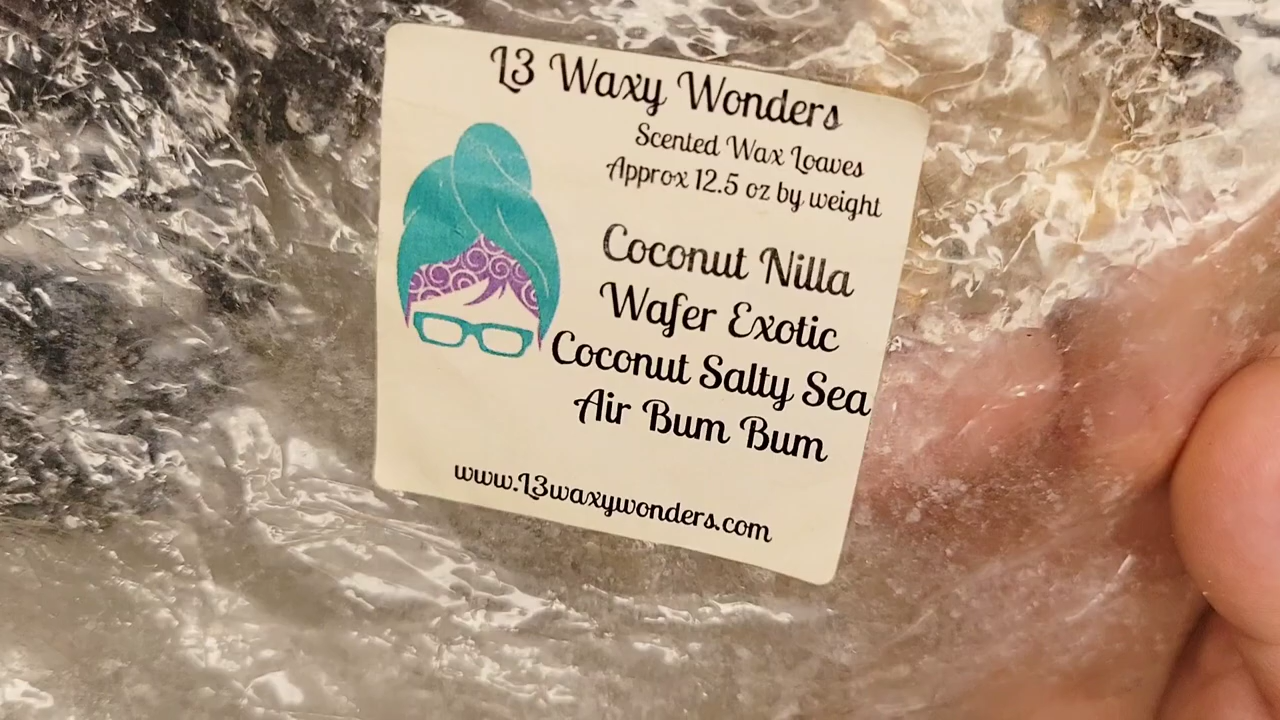 L3 Waxy Wonders
Scented Wax Loaves
Approx 12.5 oz by weight
Coconut Nilla
Wafer Exotic
Coconut Salty Sea
Air Bum Bum
www.L3waxywonders.com